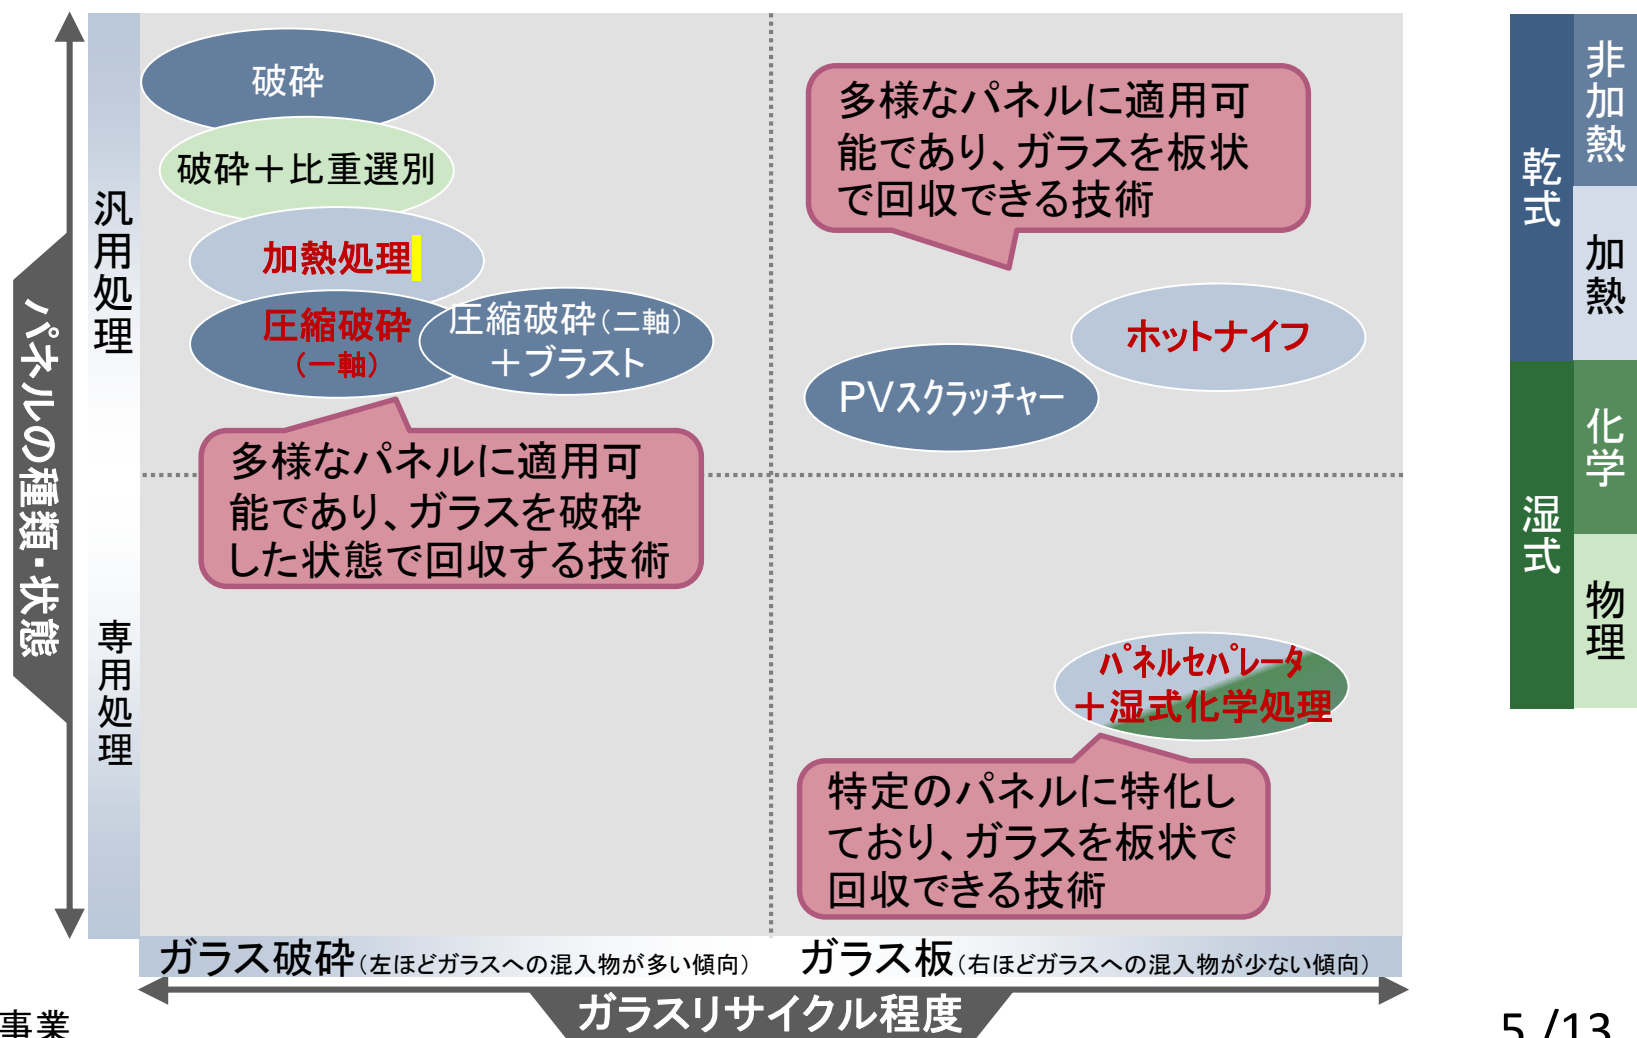 破砕
破砕＋比重選別
加熱処理
圧縮破砕
（一軸）
圧縮破砕（二軸）
＋ブラスト
多様なパネルに適用可
能であり、ガラスを破砕
した状態で回収する技術
多様なパネルに適用可
能であり、ガラスを板状
で回収できる技術
ホットナイフ
PVスクラッチャー
パネルセパレータ
＋湿式化学処理
特定のパネルに特化し
ており、ガラスを板状で
回収できる技術
パネルの種類・状態
汎用処理
専用処理
ガラス破砕（左ほどガラスへの混入物が多い傾向）
ガラス板（右ほどガラスへの混入物が少ない傾向）
ガラスリサイクル程度
乾式
非加熱
加熱
湿式
化学
物理
事業
5 /13